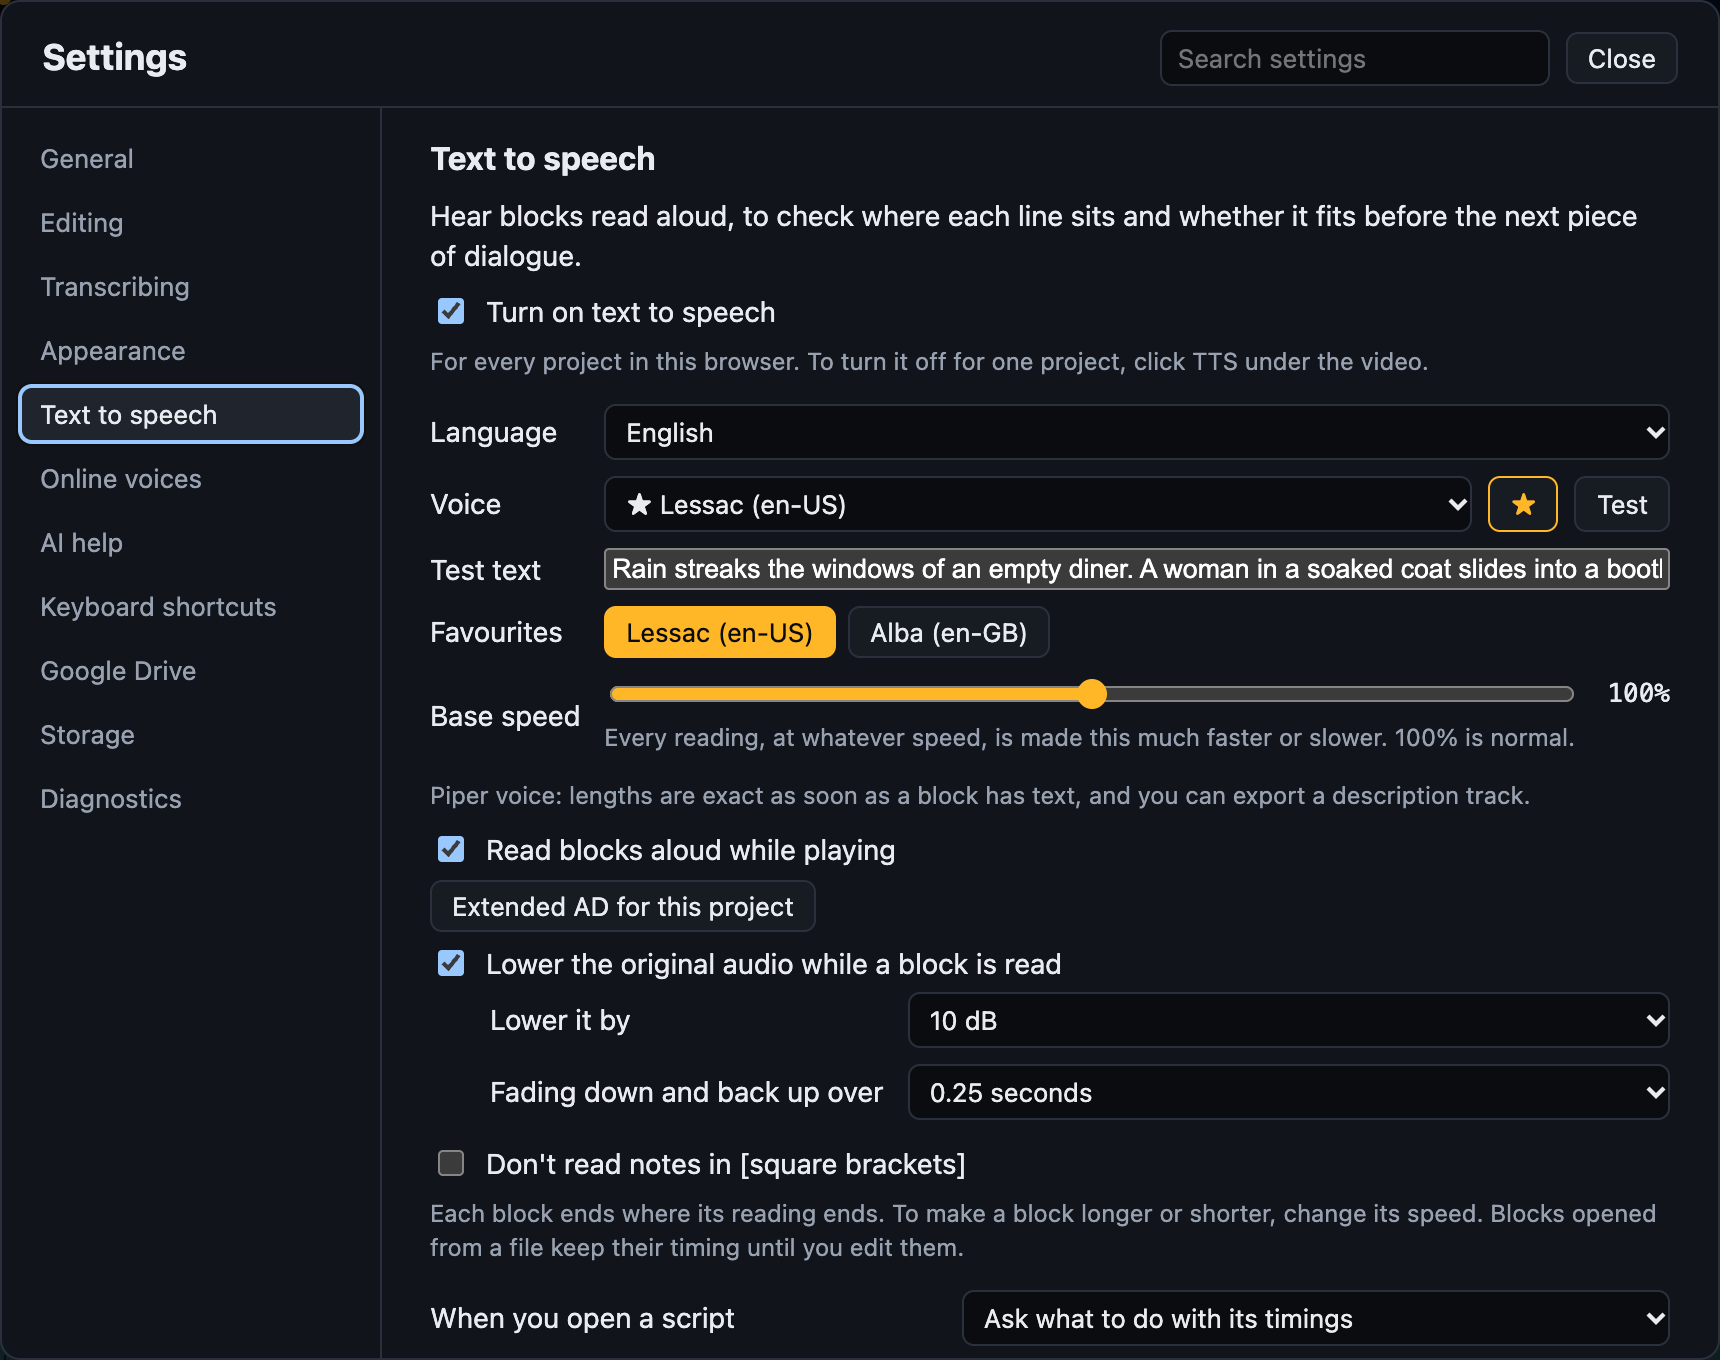 Settings
Search settings
Close
General
Editing
Transcribing
Appearance
Text to speech
Online voices
AI help
Keyboard shortcuts
Google Drive
Storage
Diagnostics
Text to speech
Hear blocks read aloud, to check where each line sits and whether it fits before the next piece
of dialogue.
Turn on text to speech
For every project in this browser. To turn it off for one project, click TTS under the video.
Language English
Voice ★ Lessac (en-US) ★ Test
Test text Rain streaks the windows of an empty diner. A woman in a soaked coat slides into a
Favourites Lessac (en-US) Alba (en-GB)
Base speed 100%
Every reading, at whatever speed, is made this much faster or slower. 100% is normal.
Piper voice: lengths are exact as soon as a block has text, and you can export a description track.
Read blocks aloud while playing
Extended AD for this project
Lower the original audio while a block is read
Lower it by 10 dB
Fading down and back up over 0.25 seconds
Don't read notes in [square brackets]
Each block ends where its reading ends. To make a block longer or shorter, change its speed. Blocks opened
from a file keep their timing until you edit them.
When you open a script Ask what to do with its timings